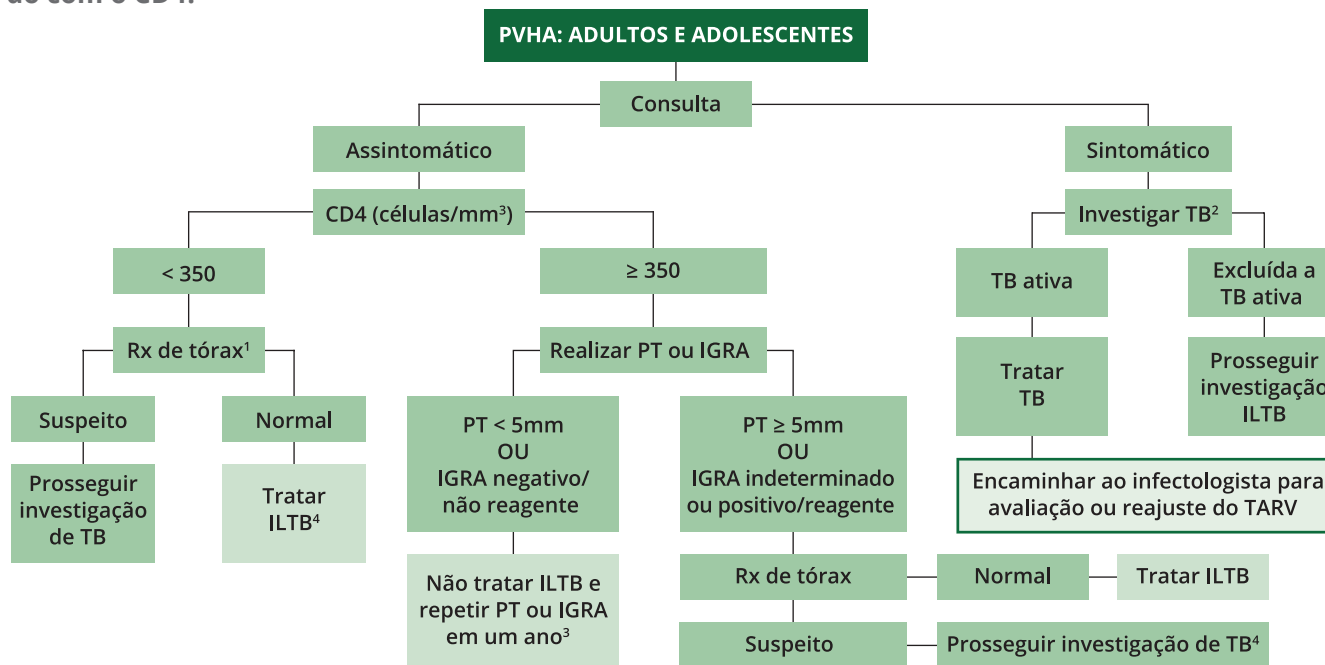 PVHA: ADULTOS E ADOLESCENTES
Consulta
Assintomático
Sintomático
CD4 (células/mm³)
Investigar TB²
< 350
≥ 350
TB ativa
Excluída a
TB ativa
Rx de tórax¹
Realizar PT ou IGRA
Tratar
TB
Prosseguir
investigação
ILTB
Suspeito
Normal
PT < 5mm
OU
IGRA negativo/
não reagente
PT ≥ 5mm
OU
IGRA indeterminado
ou positivo/reagente
Prosseguir
investigação
de TB
Tratar
ILTB⁴
Encaminhar ao infectologista para
avaliação ou reajuste do TARV
Não tratar ILTB e
repetir PT ou IGRA
em um ano³
Rx de tórax
Normal
Tratar ILTB
Suspeito
Prosseguir investigação de TB⁴